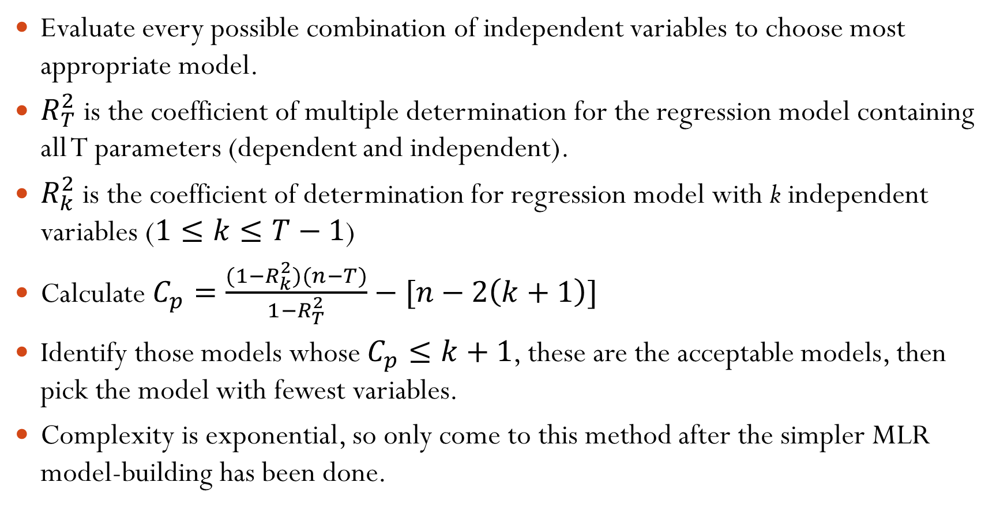 • Evaluate every possible combination of independent variables to choose most
appropriate model.
• $R_T^2$ is the coefficient of multiple determination for the regression model containing
all T parameters (dependent and independent).
• $R_k^2$ is the coefficient of determination for regression model with k independent
variables ($1 \leq k \leq T - 1$)
• Calculate $C_p = \frac{(1-R_k^2)(n-T)}{1-R_T^2} - [n - 2(k + 1)]$
• Identify those models whose $C_p \leq k + 1$, these are the acceptable models, then
pick the model with fewest variables.
• Complexity is exponential, so only come to this method after the simpler MLR
model-building has been done.